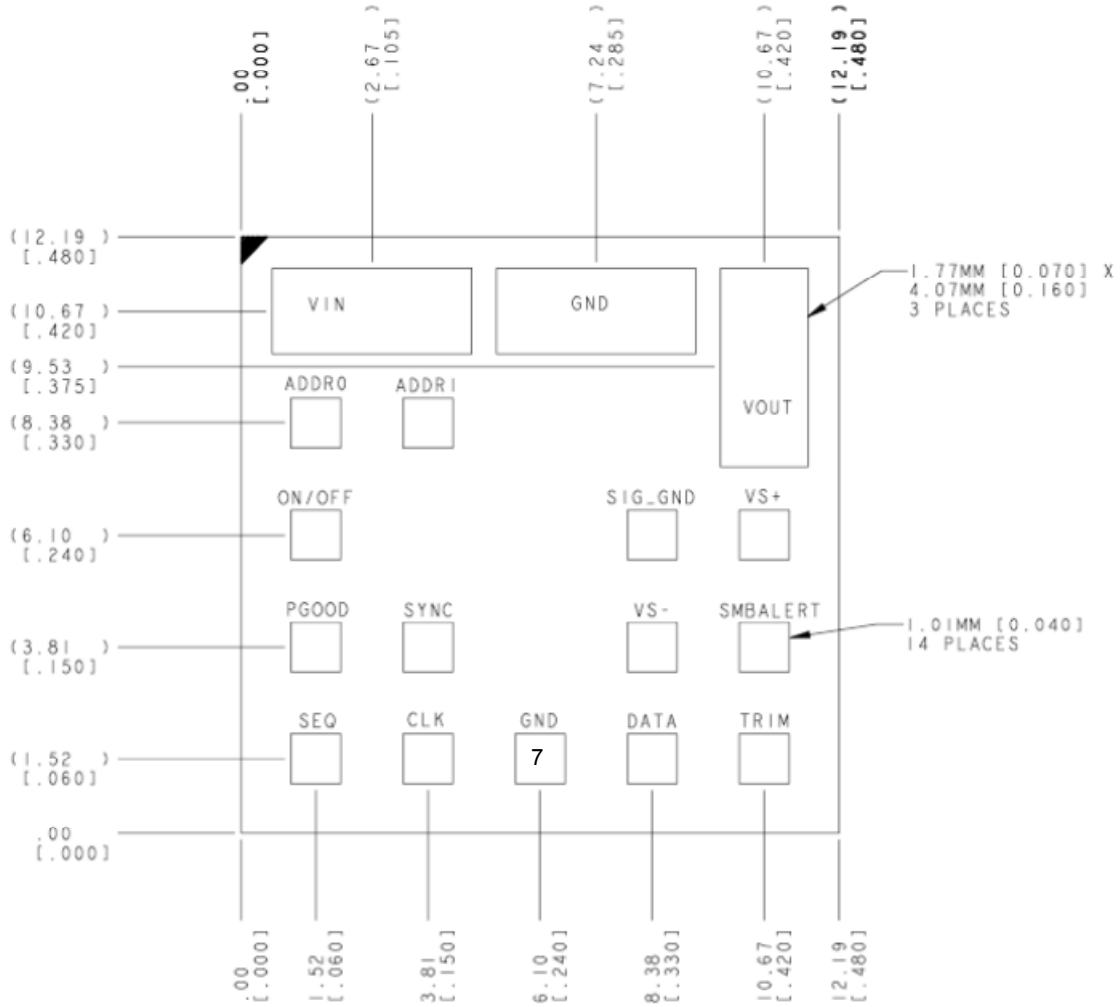 .00
[.000]
(2.67 )
[.105]
(7.24 )
[.285]
(10.67 )
[.420]
(12.19 )
[.480]
(12.19 )
[.480]
(10.67 )
[.420]
(9.53 )
[.375]
(8.38 )
[.330]
(6.10 )
[.240]
(3.81 )
[.150]
(1.52 )
[.060]
.00
[.000]
VIN
GND
VOUT
1.77MM [0.070] X
4.07MM [0.160]
3 PLACES
ADDR0
ADDR1
ON/OFF
SIG_GND
VS+
PGOOD
SYNC
VS-
SMBALERT
1.01MM [0.040]
14 PLACES
SEQ
CLK
GND
DATA
TRIM
7
.00
[.000]
1.52
[.060]
3.81
[.150]
6.10
[.240]
8.38
[.330]
10.67
[.420]
12.19
[.480]